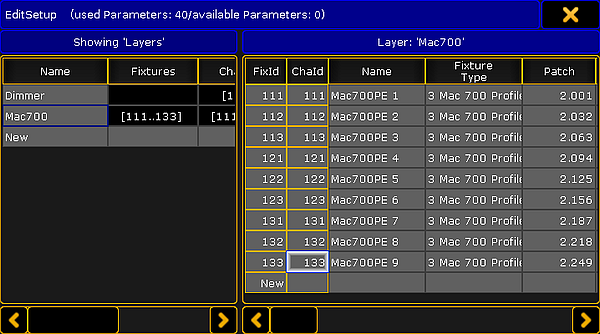 EditSetup (used Parameters: 40/available Parameters: 0)
Showing 'Layers'
Name Fixtures Cha
Dimmer [1
Mac700 [111..133] [111
New
Layer: 'Mac700'
FixId ChaId Name Fixture Type Patch
111 111 Mac700PE 1 3 Mac 700 Profile 2.001
112 112 Mac700PE 2 3 Mac 700 Profile 2.032
113 113 Mac700PE 3 3 Mac 700 Profile 2.063
121 121 Mac700PE 4 3 Mac 700 Profile 2.094
122 122 Mac700PE 5 3 Mac 700 Profile 2.125
123 123 Mac700PE 6 3 Mac 700 Profile 2.156
131 131 Mac700PE 7 3 Mac 700 Profile 2.187
132 132 Mac700PE 8 3 Mac 700 Profile 2.218
133 133 Mac700PE 9 3 Mac 700 Profile 2.249
New